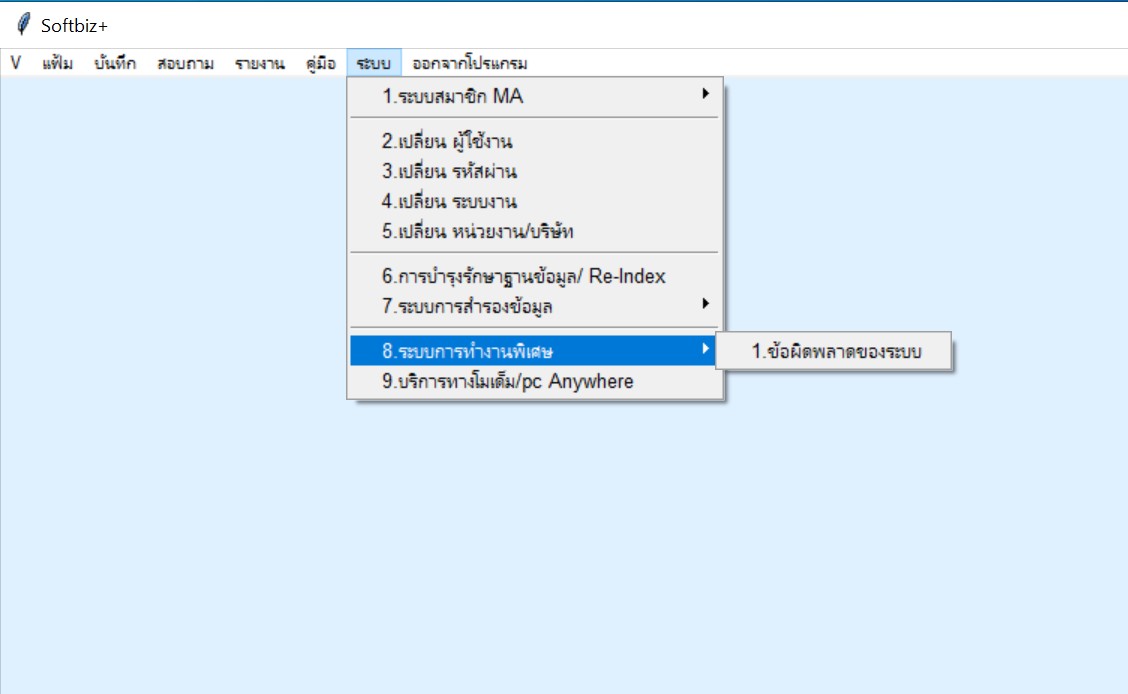 Softbiz+
V แฟ้ม บันทึก สอบถาม รายงาน คู่มือ ระบบ ออกจากโปรแกรม
1.ระบบสมาชิก MA
2.เปลี่ยน ผู้ใช้งาน
3.เปลี่ยน รหัสผ่าน
4.เปลี่ยน ระบบงาน
5.เปลี่ยน หน่วยงาน/บริษัท
6.การบำรุงรักษาฐานข้อมูล/ Re-Index
7.ระบบการสำรองข้อมูล
8.ระบบการทำงานพิเศษ
1.ข้อผิดพลาดของระบบ
9.บริการทางโมเด็ม/pc Anywhere